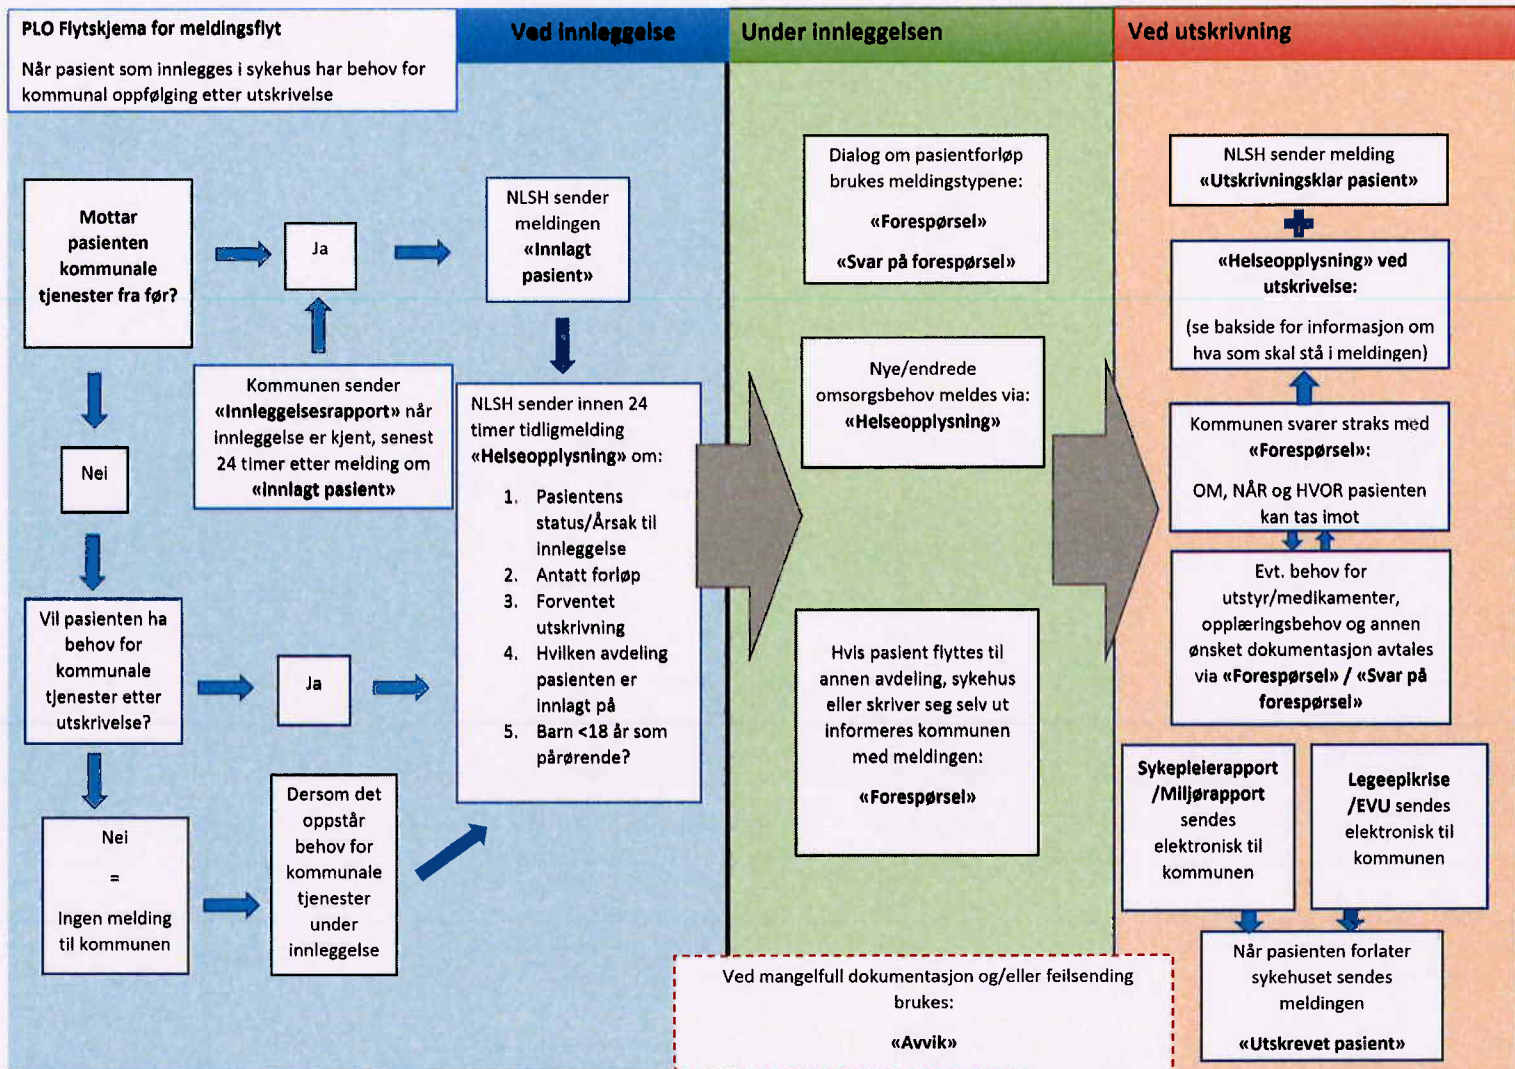 PLO Flytskjema for meldingsflyt
Når pasient som innlegges i sykehus har behov for
kommunal oppfølging etter utskrivelse
Ved innleggelse
Under innleggelsen
Ved utskrivning
Mottar
pasienten
kommunale
tjenester fra før?
Ja
NLSH sender
meldingen
«Innlagt
pasient»
Kommunen sender
«Innleggelsesrapport» når
innleggelse er kjent, senest
24 timer etter melding om
«Innlagt pasient»
Nei
NLSH sender innen 24
timer tidligmelding
«Helseopplysning» om:
1. Pasientens
status/Årsak til
innleggelse
2. Antatt forløp
3. Forventet
utskrivning
4. Hvilken avdeling
pasienten er
innlagt på
5. Barn <18 år som
pårørende?
Vil pasienten ha
behov for
kommunale
tjenester etter
utskrivelse?
Ja
Nei
=
Ingen melding
til kommunen
Dersom det
oppstår
behov for
kommunale
tjenester
under
innleggelse
Dialog om pasientforløp
brukes meldingstypene:
«Forespørsel»
«Svar på forespørsel»
Nye/endrede
omsorgsbehov meldes via:
«Helseopplysning»
Hvis pasient flyttes til
annen avdeling, sykehus
eller skriver seg selv ut
informeres kommunen
med meldingen:
«Forespørsel»
Ved mangelfull dokumentasjon og/eller feilsending
brukes:
«Avvik»
NLSH sender melding
«Utskrivningsklar pasient»
«Helseopplysning» ved
utskrivelse:
(se bakside for informasjon om
hva som skal stå i meldingen)
Kommunen svarer straks med
«Forespørsel»:
OM, NÅR og HVOR pasienten
kan tas imot
Evt. behov for
utstyr/medikamenter,
opplæringsbehov og annen
ønsket dokumentasjon avtales
via «Forespørsel» / «Svar på
forespørsel»
Sykepleierapport
/Miljørapport
sendes
elektronisk til
kommunen
Legeepikrise
/EVU sendes
elektronisk til
kommunen
Når pasienten forlater
sykehuset sendes
meldingen
«Utskrevet pasient»